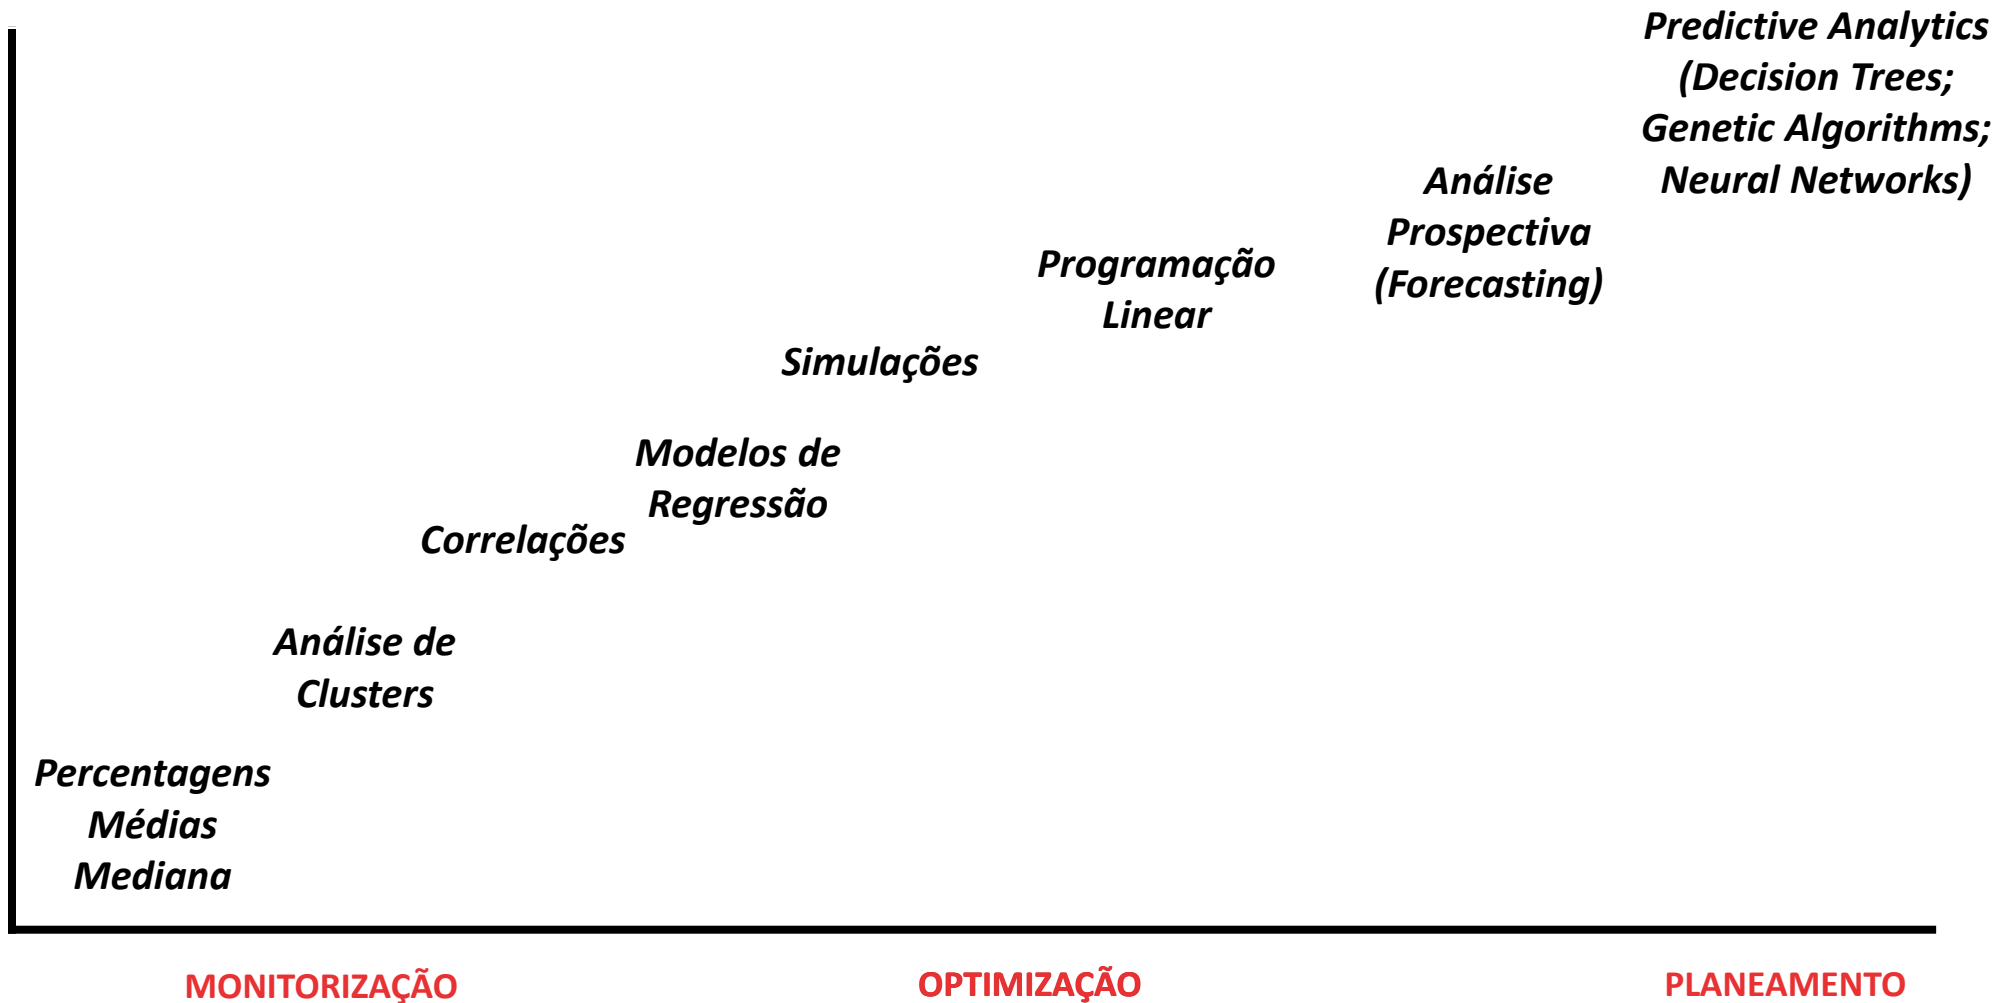 Predictive Analytics
(Decision Trees;
Genetic Algorithms;
Neural Networks)
Análise
Prospectiva
(Forecasting)
Programação
Linear
Simulações
Modelos de
Regressão
Correlações
Análise de
Clusters
Percentagens
Médias
Mediana
MONITORIZAÇÃO
OPTIMIZAÇÃO
PLANEAMENTO